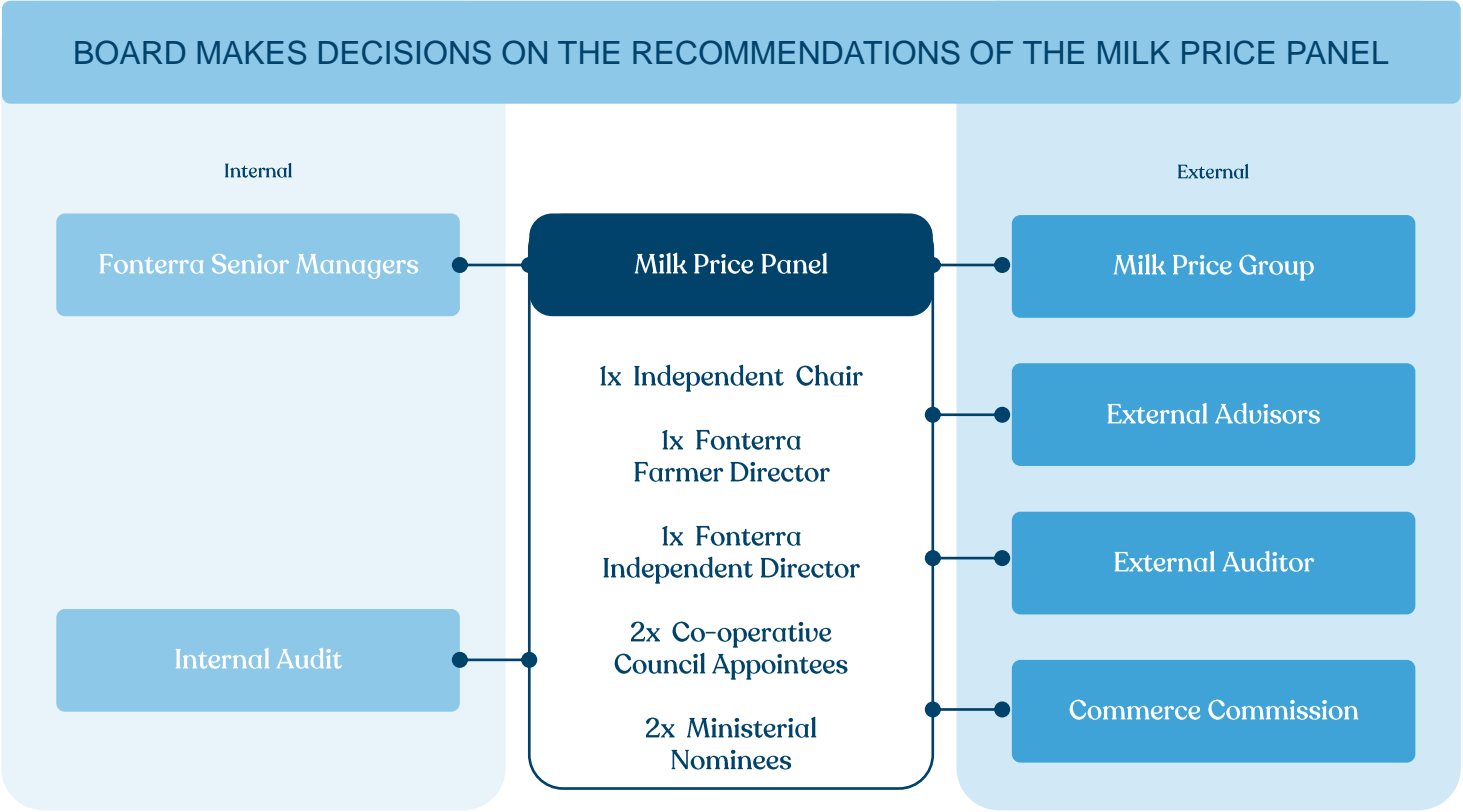 BOARD MAKES DECISIONS ON THE RECOMMENDATIONS OF THE MILK PRICE PANEL
Internal
Fonterra Senior Managers
Internal Audit
Milk Price Panel
1x Independent Chair
1x Fonterra
Farmer Director
1x Fonterra
Independent Director
2x Co-operative
Council Appointees
2x Ministerial
Nominees
External
Milk Price Group
External Advisors
External Auditor
Commerce Commission